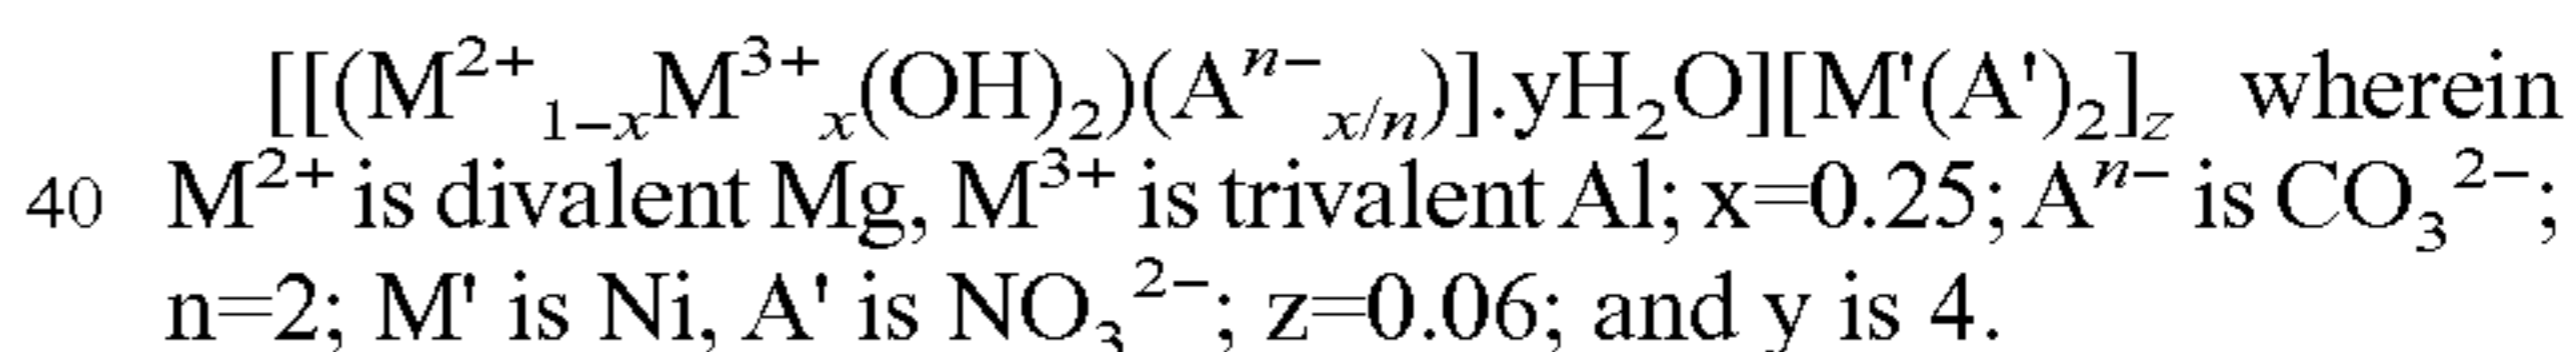 [[(M²⁺₁₋ₓM³⁺ₓ(OH)₂)(Aⁿ⁻ₓ/ₙ)].yH₂O][M'(A')₂]z wherein
40 M²⁺ is divalent Mg, M³⁺ is trivalent Al; x=0.25; Aⁿ⁻ is CO₃²⁻;
n=2; M' is Ni, A' is NO₃²⁻; z=0.06; and y is 4.